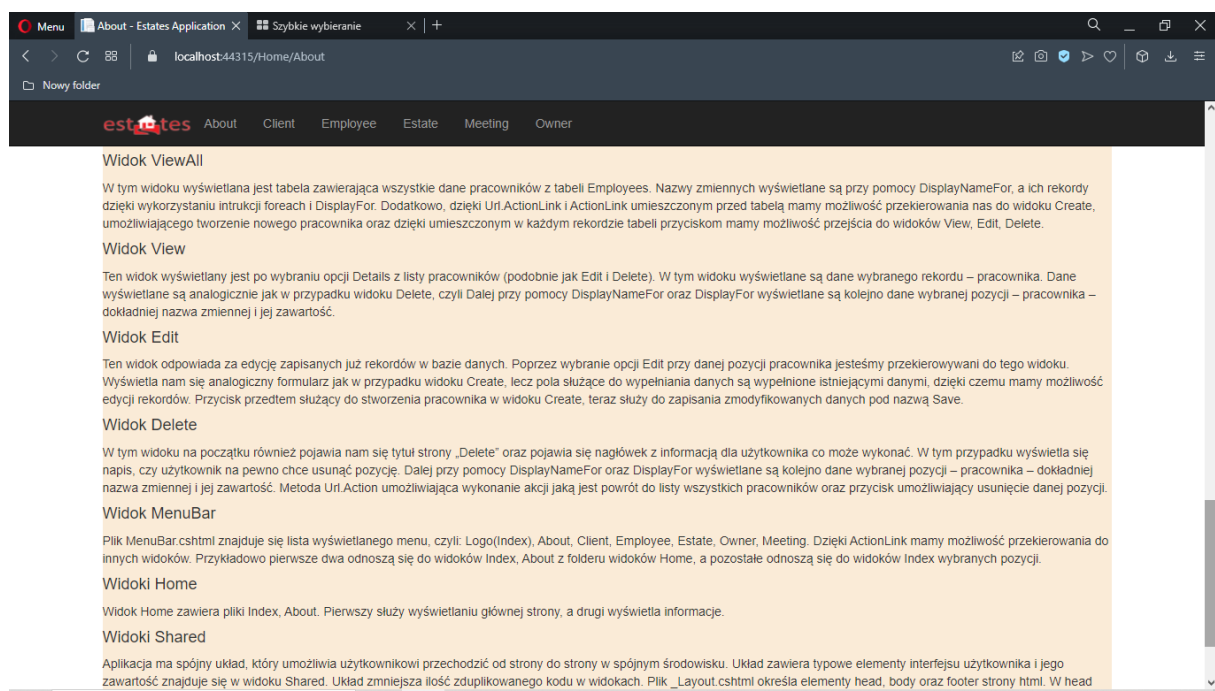 Menu
About - Estates Application
Szybkie wybieranie
localhost:44315/Home/About
Nowy folder
estates About Client Employee Estate Meeting Owner
Widok ViewAll
W tym widoku wyświetlana jest tabela zawierająca wszystkie dane pracowników z tabeli Employees. Nazwy zmiennych wyświetlane są przy pomocy DisplayNameFor, a ich rekordy
dzięki wykorzystaniu intrukcji foreach i DisplayFor. Dodatkowo, dzięki Url.ActionLink i ActionLink umieszczonym przed tabelą mamy możliwość przekierowania nas do widoku Create,
umożliwiającego tworzenie nowego pracownika oraz dzięki umieszczonym w każdym rekordzie tabeli przyciskom mamy możliwość przejścia do widoków View, Edit, Delete.
Widok View
Ten widok wyświetlany jest po wybraniu opcji Details z listy pracowników (podobnie jak Edit i Delete). W tym widoku wyświetlane są dane wybranego rekordu – pracownika. Dane
wyświetlane są analogicznie jak w przypadku widoku Delete, czyli Dalej przy pomocy DisplayNameFor oraz DisplayFor wyświetlane są kolejno dane wybranej pozycji – pracownika –
dokładniej nazwa zmiennej i jej zawartość.
Widok Edit
Ten widok odpowiada za edycję zapisanych już rekordów w bazie danych. Poprzez wybranie opcji Edit przy danej pozycji pracownika jesteśmy przekierowywani do tego widoku.
Wyświetla nam się analogiczny formularz jak w przypadku widoku Create, lecz pola służące do wypełniania danych są wypełnione istniejącymi danymi, dzięki czemu mamy możliwość
edycji rekordów. Przycisk przedtem służący do stworzenia pracownika w widoku Create, teraz służy do zapisania zmodyfikowanych danych pod nazwą Save.
Widok Delete
W tym widoku na początku również pojawia nam się tytuł strony „Delete” oraz pojawia się nagłówek z informacją dla użytkownika co może wykonać. W tym przypadku wyświetla się
napis, czy użytkownik na pewno chce usunąć pozycję. Dalej przy pomocy DisplayNameFor oraz DisplayFor wyświetlane są kolejno dane wybranej pozycji – pracownika – dokładniej
nazwa zmiennej i jej zawartość. Metoda Url.Action umożliwiająca wykonanie akcji jaką jest powrót do listy wszystkich pracowników oraz przycisk umożliwiający usunięcie danej pozycji.
Widok MenuBar
Plik MenuBar.cshtml znajduje się lista wyświetlanego menu, czyli: Logo(Index), About, Client, Employee, Estate, Owner, Meeting. Dzięki ActionLink mamy możliwość przekierowania do
innych widoków. Przykładowo pierwsze dwa odnoszą się do widoków Index, About z folderu widoków Home, a pozostałe odnoszą się do widoków Index wybranych pozycji.
Widoki Home
Widok Home zawiera pliki Index, About. Pierwszy służy wyświetlaniu głównej strony, a drugi wyświetla informacje.
Widoki Shared
Aplikacja ma spójny układ, który umożliwia użytkownikowi przechodzić od strony do strony w spójnym środowisku. Układ zawiera typowe elementy interfejsu użytkownika i jego
zawartość znajduje się w widoku Shared. Układ zmniejsza ilość zduplikowanego kodu w widokach. Plik _Layout.cshtml określa elementy head, body oraz footer strony html. W head